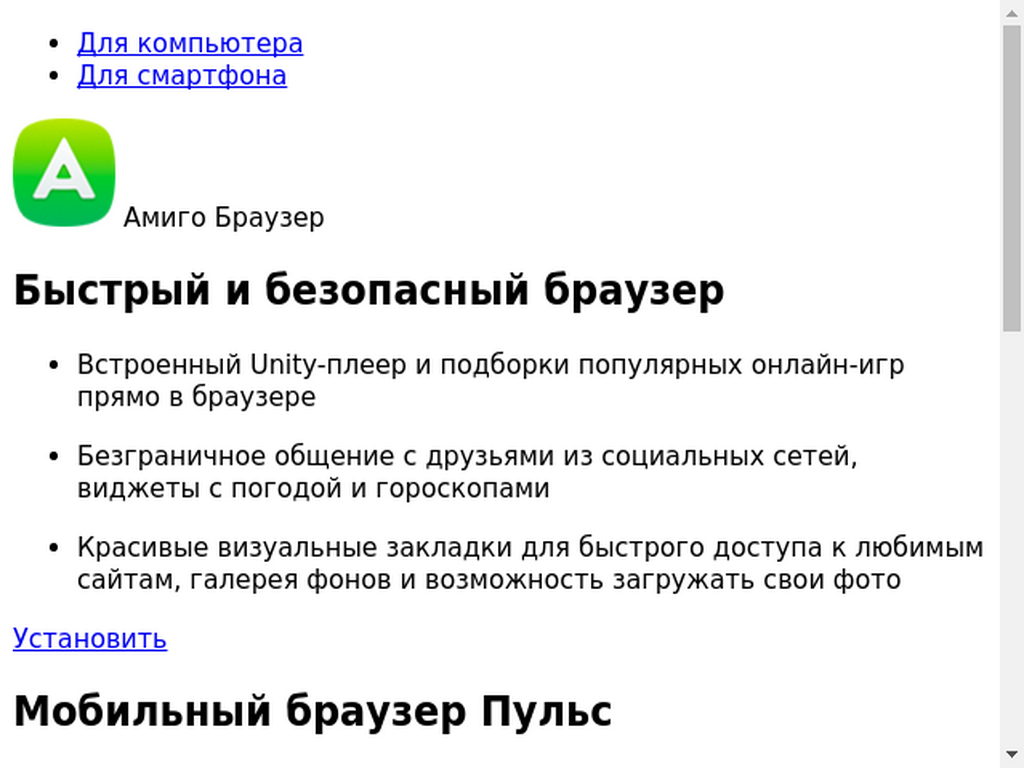 Для компьютера
Для смартфона
A
Амиго Браузер
Быстрый и безопасный браузер
Встроенный Unity-плеер и подборки популярных онлайн-игр
прямо в браузере
Безграничное общение с друзьями из социальных сетей,
виджеты с погодой и гороскопами
Красивые визуальные закладки для быстрого доступа к любимым
сайтам, галерея фонов и возможность загружать свои фото
Установить
Мобильный браузер Пульс